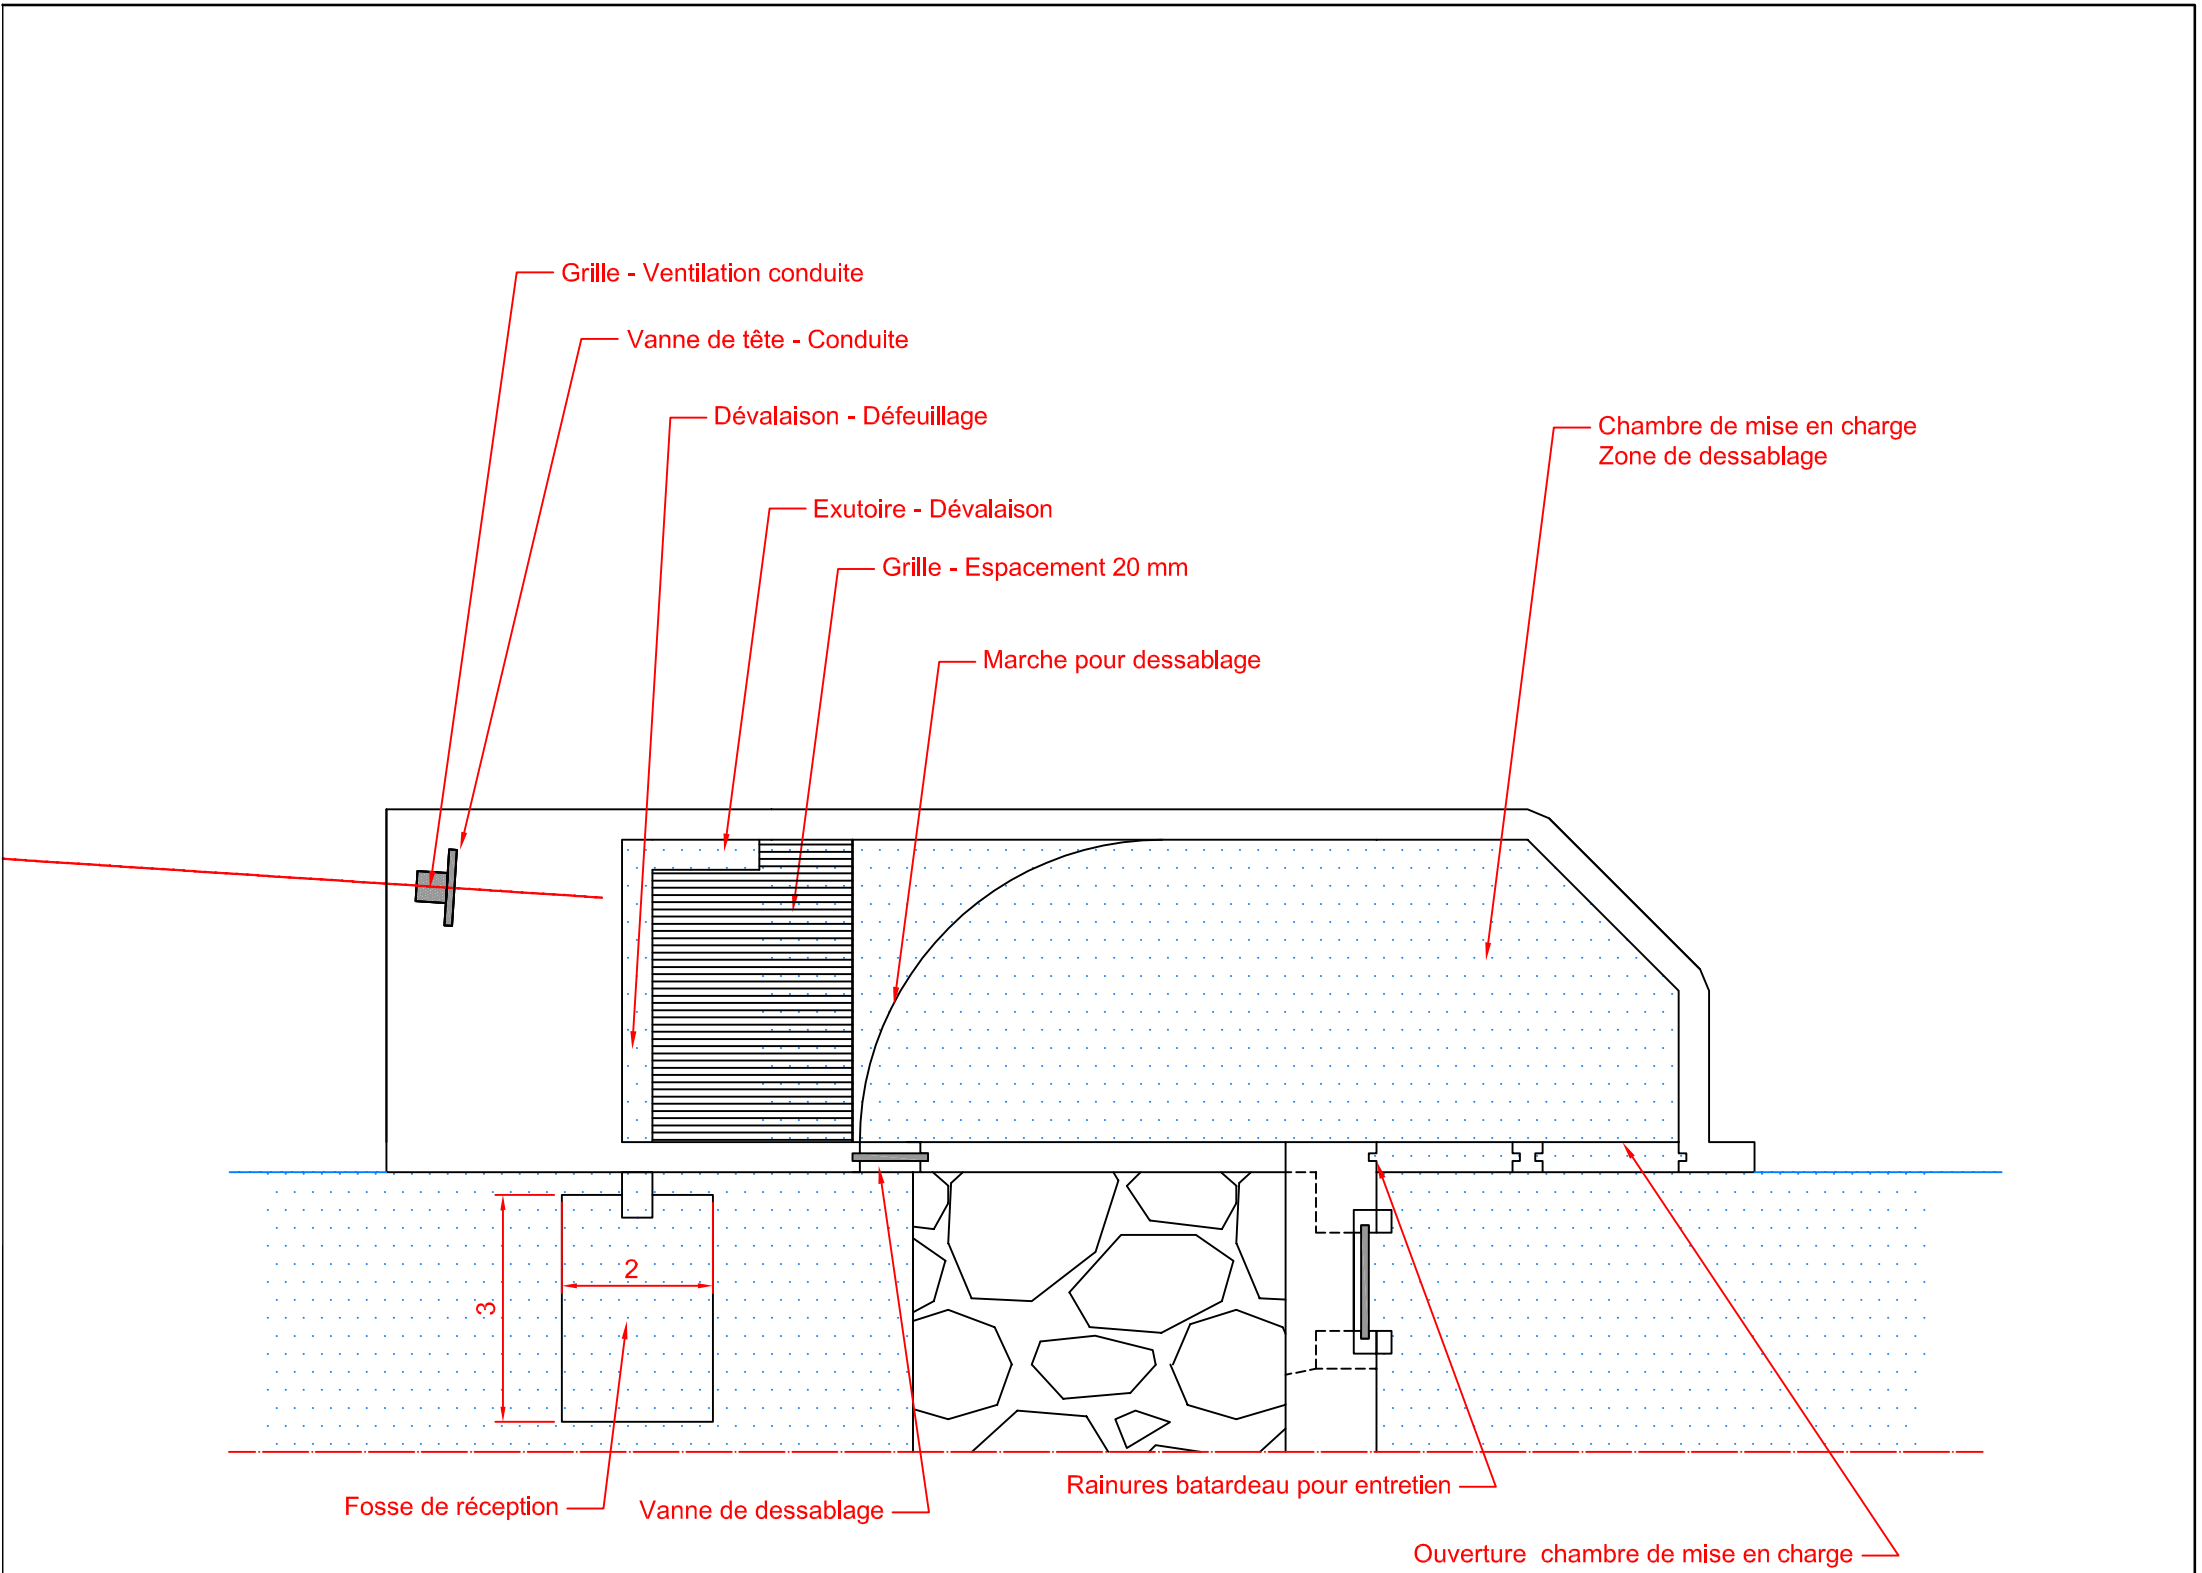 Grille - Ventilation conduite
Vanne de tête - Conduite
Dévalaison - Défeuillage
Chambre de mise en charge
Zone de dessablage
Exutoire - Dévalaison
Grille - Espacement 20 mm
Marche pour dessablage
2
3
Rainures batardeau pour entretien
Fosse de réception
Vanne de dessablage
Ouverture  chambre de mise en charge